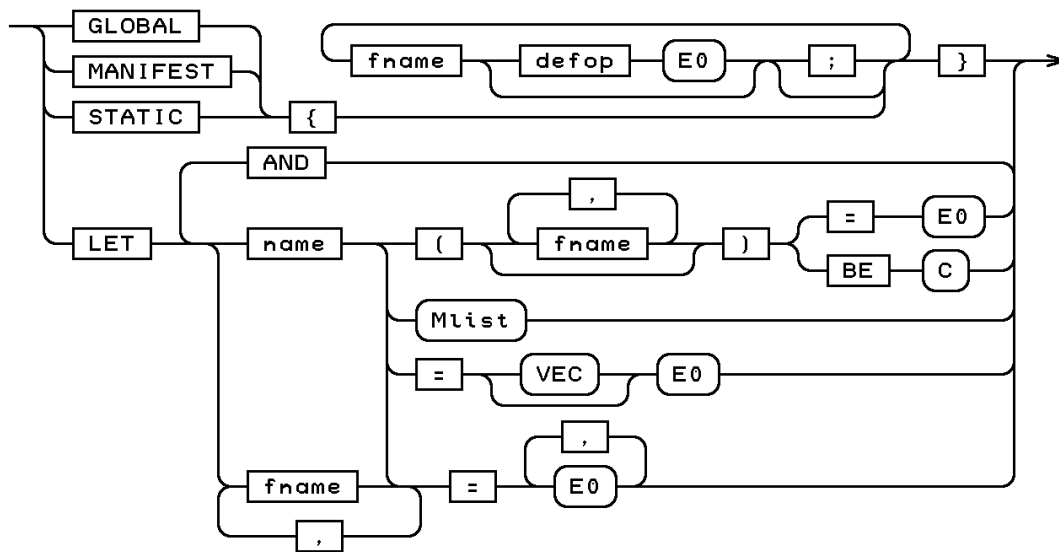 GLOBAL
MANIFEST
STATIC
{
fname defop E0 ; }
AND
LET name ( , fname ) = E0
BE C
Mlist
= VEC E0
fname , = , E0